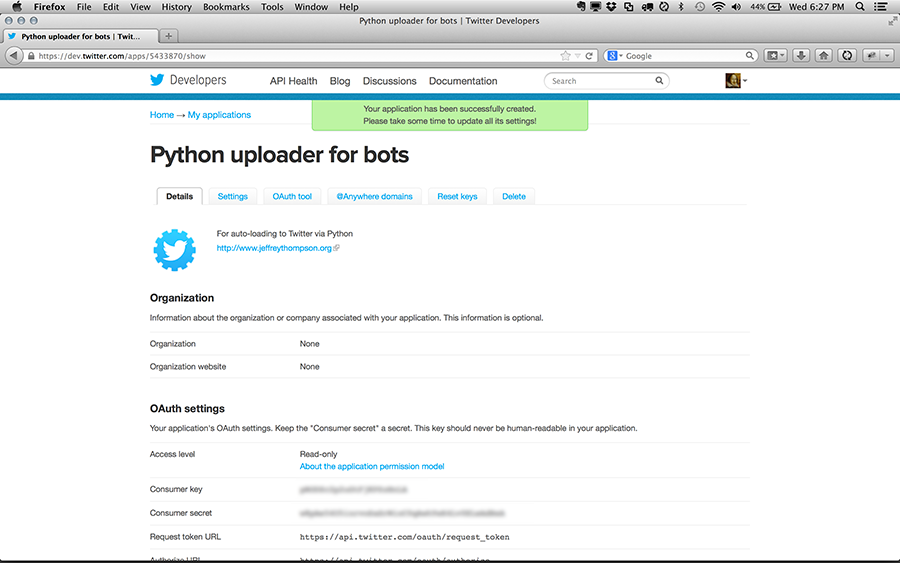 Firefox File Edit View History Bookmarks Tools Window Help 44% Wed 6:27 PM
Python uploader for bots | Twitter Developers
Python uploader for bots | Twit...
https://dev.twitter.com/apps/5433870/show Google
Developers API Health Blog Discussions Documentation Search
Your application has been successfully created.
Please take some time to update all its settings!
Home → My applications
Python uploader for bots
Details Settings OAuth tool @Anywhere domains Reset keys Delete
For auto-loading to Twitter via Python
http://www.jeffreythompson.org
Organization
Information about the organization or company associated with your application. This information is optional.
Organization None
Organization website None
OAuth settings
Your application's OAuth settings. Keep the "Consumer secret" a secret. This key should never be human-readable in your application.
Access level Read-only
About the application permission model
Consumer key
Consumer secret
Request token URL https://api.twitter.com/oauth/request_token
Authorize URL https://api.twitter.com/oauth/authorize